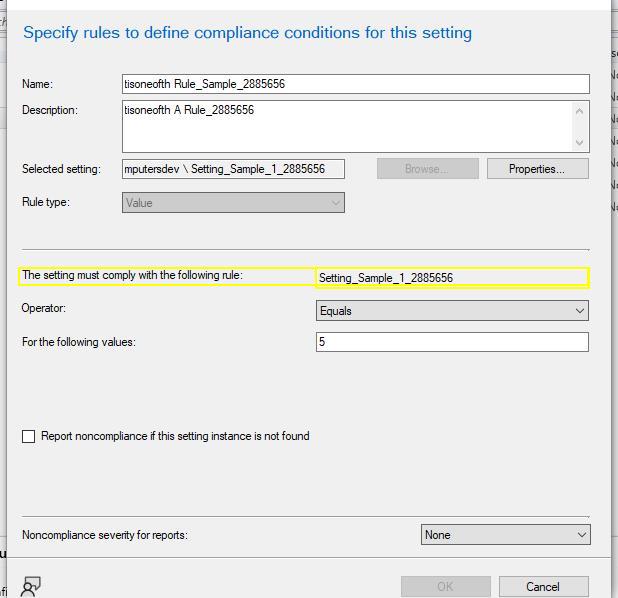 Specify rules to define compliance conditions for this setting
Name:
tisoneofth Rule_Sample_2885656
Description:
tisoneofth A Rule_2885656
Selected setting:
mputersdev \ Setting_Sample_1_2885656
Browse...
Properties...
Rule type:
Value
The setting must comply with the following rule:
Setting_Sample_1_2885656
Operator:
Equals
For the following values:
5
Report noncompliance if this setting instance is not found
Noncompliance severity for reports:
None
OK
Cancel